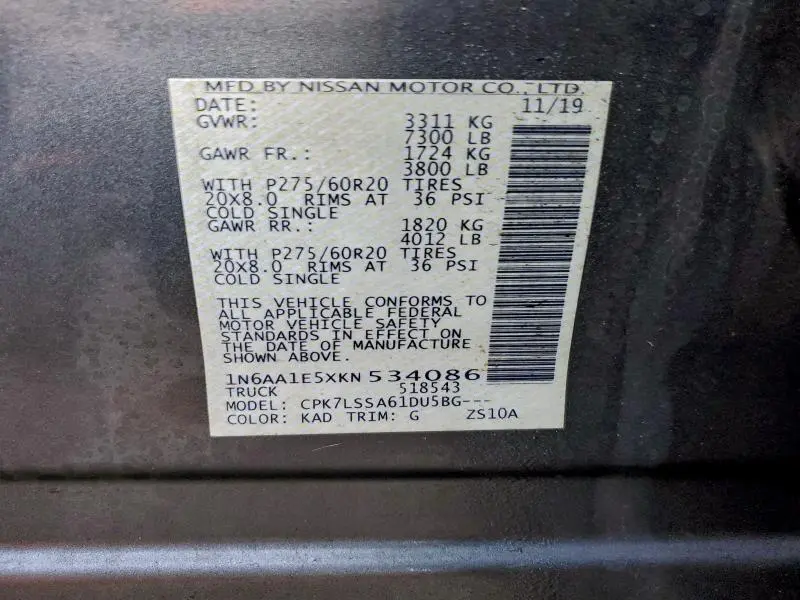 MFD BY NISSAN MOTOR CO., LTD.
DATE: 11/19
GVWR: 3311 KG
7300 LB
GAWR FR.: 1724 KG
3800 LB
WITH P275/60R20 TIRES
20X8.0 RIMS AT 36 PSI
COLD SINGLE
GAWR RR.: 1820 KG
4012 LB
WITH P275/60R20 TIRES
20X8.0 RIMS AT 36 PSI
COLD SINGLE
THIS VEHICLE CONFORMS TO
ALL APPLICABLE FEDERAL
MOTOR VEHICLE SAFETY
STANDARDS IN EFFECT ON
THE DATE OF MANUFACTURE
SHOWN ABOVE.
1N6AA1E5XKN 534086
TRUCK 518543
MODEL: CPK7LSSA61DU5BG---
COLOR: KAD TRIM: G ZS10A